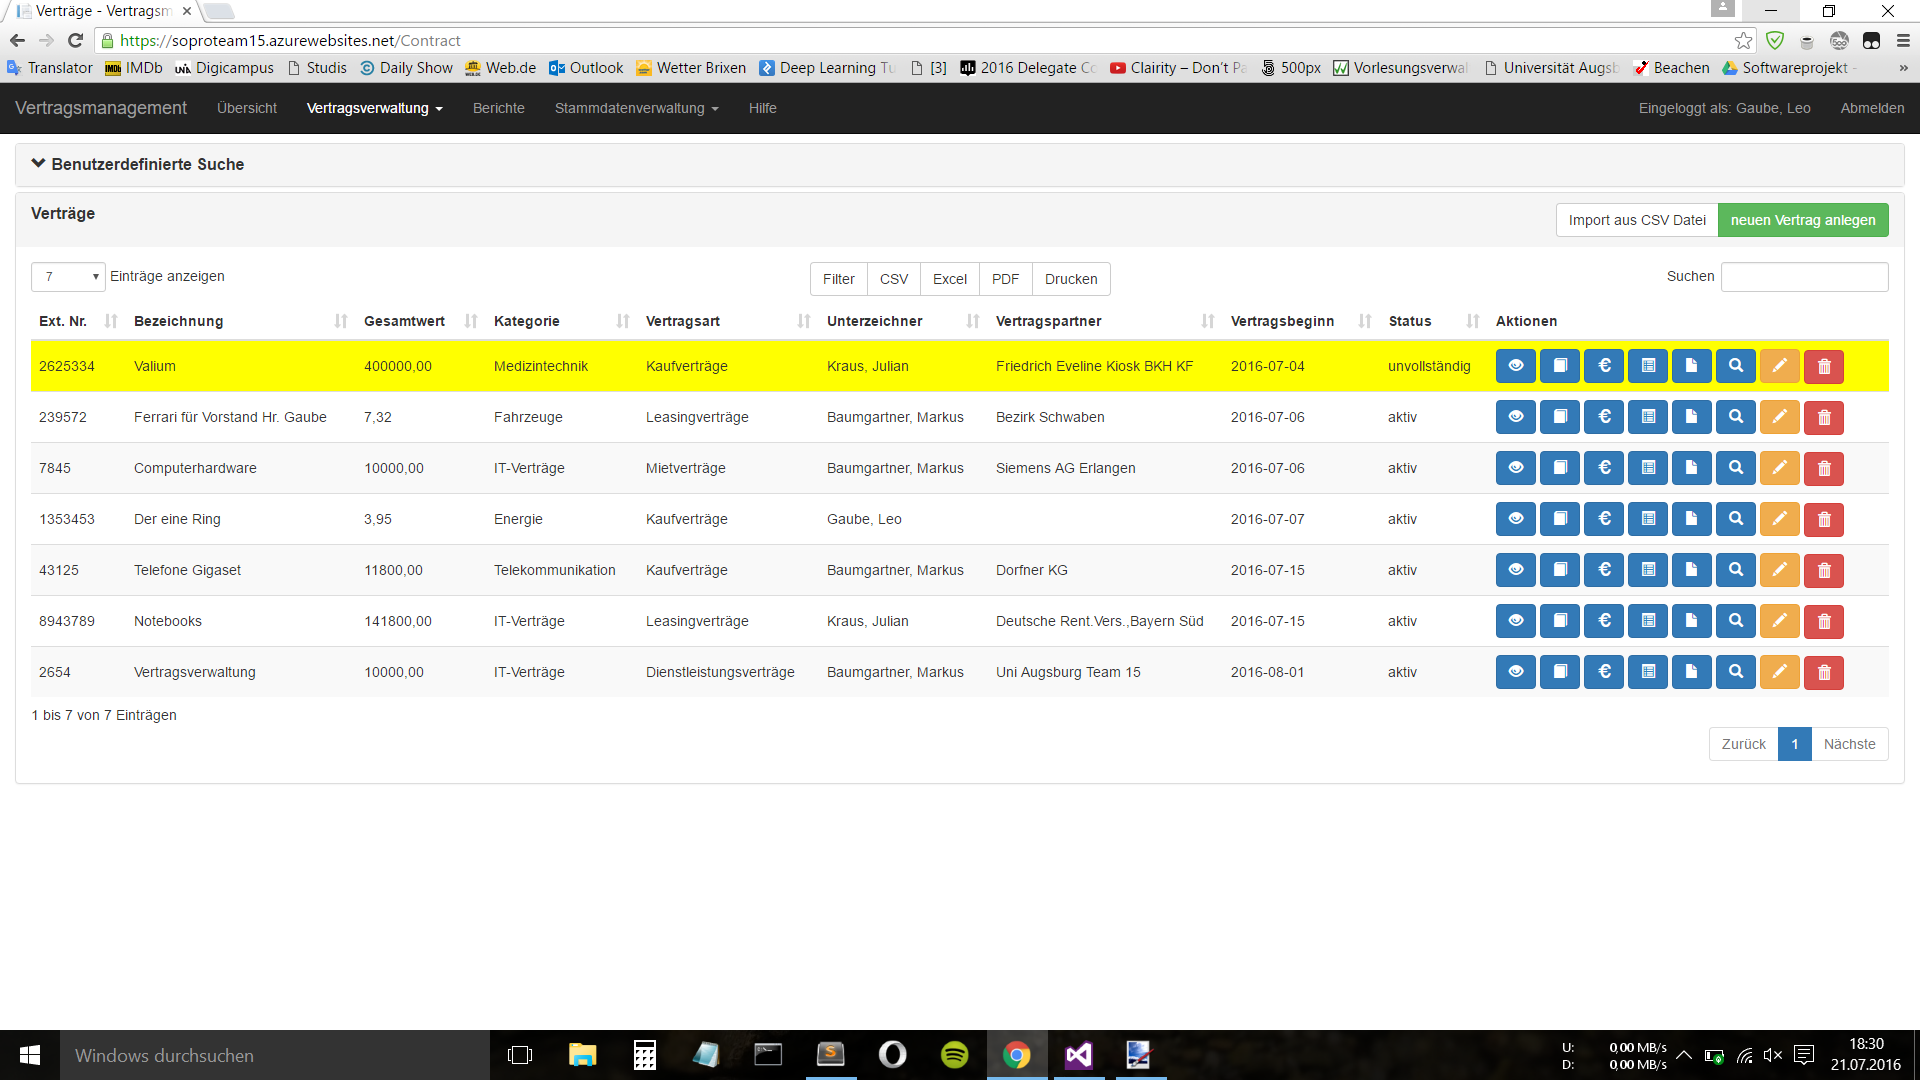 Verträge - Vertragsm
https://soproteam15.azurewebsites.net/Contract
Translator IMDb Digicampus Studis Daily Show Web.de Outlook Wetter Brixen Deep Learning Tu [3] 2016 Delegate Co Clairity – Don't Pa 500px Vorlesungsverwal Universität Augsb Beachen Softwareprojekt - »
Vertragsmanagement Übersicht Vertragsverwaltung Berichte Stammdatenverwaltung Hilfe Eingeloggt als: Gaube, Leo Abmelden
Benutzerdefinierte Suche
Verträge Import aus CSV Datei neuen Vertrag anlegen
7 Einträge anzeigen Filter CSV Excel PDF Drucken Suchen
Ext. Nr. Bezeichnung Gesamtwert Kategorie Vertragsart Unterzeichner Vertragspartner Vertragsbeginn Status Aktionen
2625334 Valium 400000,00 Medizintechnik Kaufverträge Kraus, Julian Friedrich Eveline Kiosk BKH KF 2016-07-04 unvollständig €
239572 Ferrari für Vorstand Hr. Gaube 7,32 Fahrzeuge Leasingverträge Baumgartner, Markus Bezirk Schwaben 2016-07-06 aktiv €
7845 Computerhardware 10000,00 IT-Verträge Mietverträge Baumgartner, Markus Siemens AG Erlangen 2016-07-06 aktiv €
1353453 Der eine Ring 3,95 Energie Kaufverträge Gaube, Leo 2016-07-07 aktiv €
43125 Telefone Gigaset 11800,00 Telekommunikation Kaufverträge Baumgartner, Markus Dorfner KG 2016-07-15 aktiv €
8943789 Notebooks 141800,00 IT-Verträge Leasingverträge Kraus, Julian Deutsche Rent.Vers.,Bayern Süd 2016-07-15 aktiv €
2654 Vertragsverwaltung 10000,00 IT-Verträge Dienstleistungsverträge Baumgartner, Markus Uni Augsburg Team 15 2016-08-01 aktiv €
1 bis 7 von 7 Einträgen
Zurück 1 Nächste
Windows durchsuchen
U: 0,00 MB/s
D: 0,00 MB/s
18:30
21.07.2016